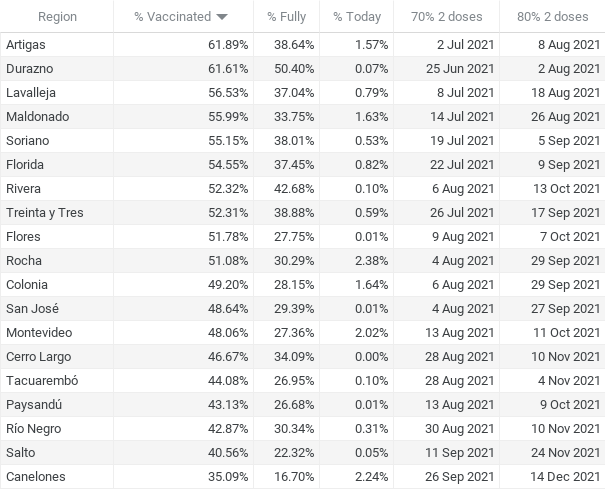 Region % Vaccinated % Fully % Today 70% 2 doses 80% 2 doses
Artigas 61.89% 38.64% 1.57% 2 Jul 2021 8 Aug 2021
Durazno 61.61% 50.40% 0.07% 25 Jun 2021 2 Aug 2021
Lavalleja 56.53% 37.04% 0.79% 8 Jul 2021 18 Aug 2021
Maldonado 55.99% 33.75% 1.63% 14 Jul 2021 26 Aug 2021
Soriano 55.15% 38.01% 0.53% 19 Jul 2021 5 Sep 2021
Florida 54.55% 37.45% 0.82% 22 Jul 2021 9 Sep 2021
Rivera 52.32% 42.68% 0.10% 6 Aug 2021 13 Oct 2021
Treinta y Tres 52.31% 38.88% 0.59% 26 Jul 2021 17 Sep 2021
Flores 51.78% 27.75% 0.01% 9 Aug 2021 7 Oct 2021
Rocha 51.08% 30.29% 2.38% 4 Aug 2021 29 Sep 2021
Colonia 49.20% 28.15% 1.64% 6 Aug 2021 29 Sep 2021
San José 48.64% 29.39% 0.01% 4 Aug 2021 27 Sep 2021
Montevideo 48.06% 27.36% 2.02% 13 Aug 2021 11 Oct 2021
Cerro Largo 46.67% 34.09% 0.00% 28 Aug 2021 10 Nov 2021
Tacuarembó 44.08% 26.95% 0.10% 28 Aug 2021 4 Nov 2021
Paysandú 43.13% 26.68% 0.01% 13 Aug 2021 9 Oct 2021
Río Negro 42.87% 30.34% 0.31% 30 Aug 2021 10 Nov 2021
Salto 40.56% 22.32% 0.05% 11 Sep 2021 24 Nov 2021
Canelones 35.09% 16.70% 2.24% 26 Sep 2021 14 Dec 2021